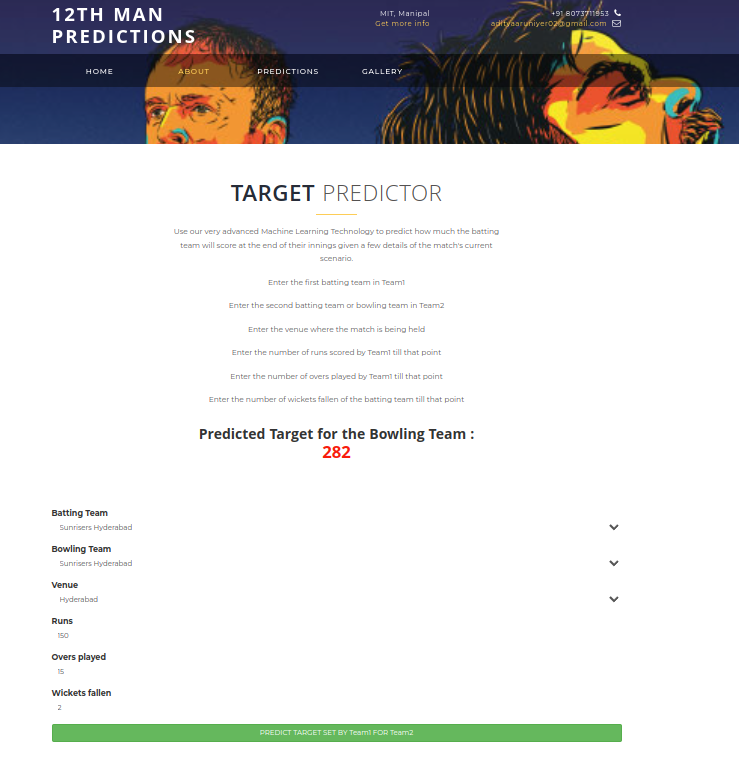 12TH MAN
PREDICTIONS
MIT, Manipal
Get more info
+91 8073711953
adityaaruniyer02@gmail.com
HOME
ABOUT
PREDICTIONS
GALLERY
TARGET PREDICTOR
Use our very advanced Machine Learning Technology to predict how much the batting
team will score at the end of their innings given a few details of the match's current
scenario.
Enter the first batting team in Team1
Enter the second batting team or bowling team in Team2
Enter the venue where the match is being held
Enter the number of runs scored by Team1 till that point
Enter the number of overs played by Team1 till that point
Enter the number of wickets fallen of the batting team till that point
Predicted Target for the Bowling Team :
282
Batting Team
Sunrisers Hyderabad
Bowling Team
Sunrisers Hyderabad
Venue
Hyderabad
Runs
150
Overs played
15
Wickets fallen
2
PREDICT TARGET SET BY Team1 FOR Team2